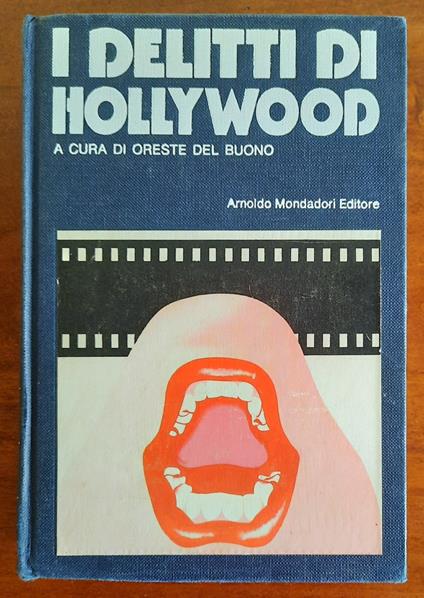 I DELITTI DI
HOLLYWOOD
A CURA DI ORESTE DEL BUONO
Arnoldo Mondadori Editore